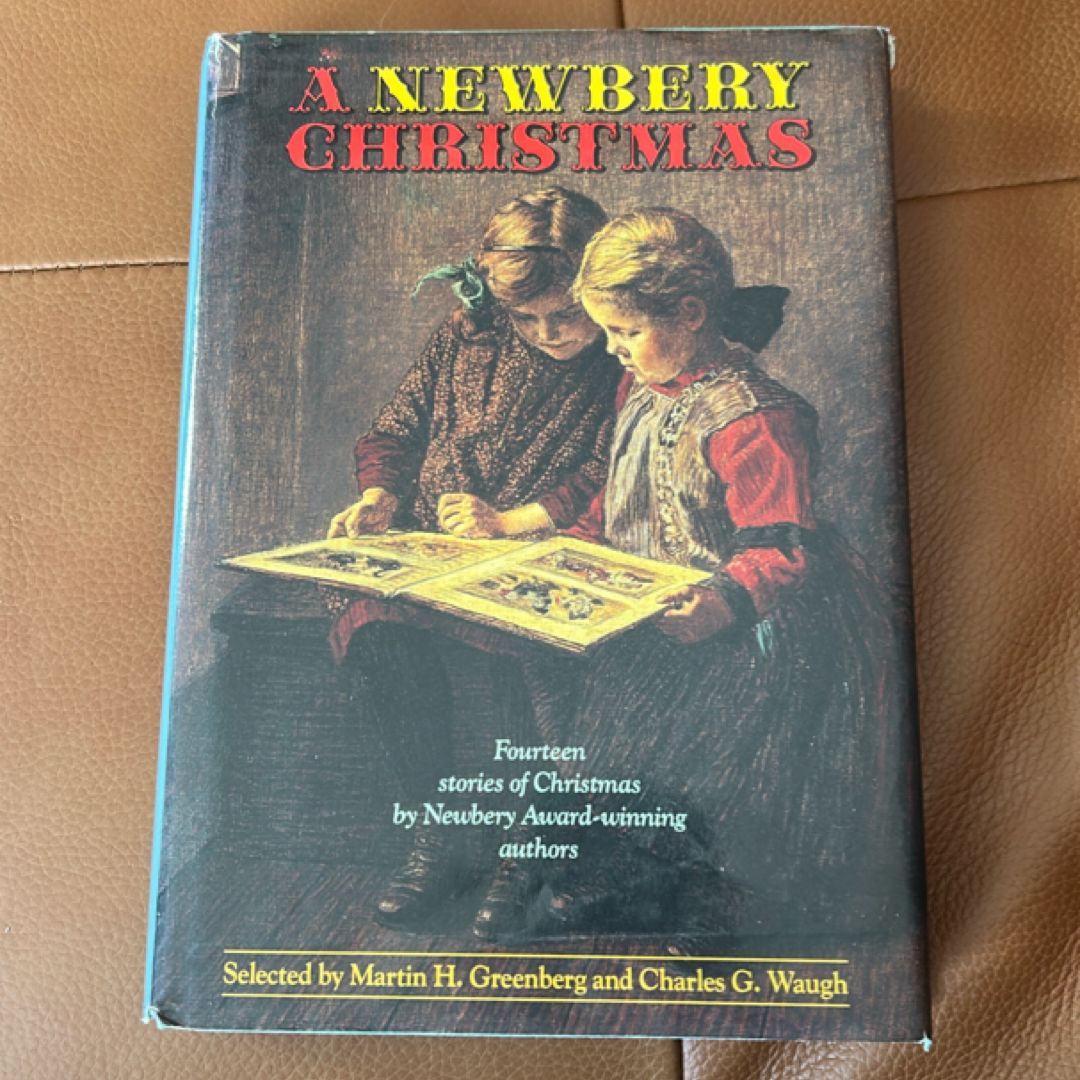 A NEWBERY
CHRISTMAS
Fourteen
stories of Christmas
by Newbery Award-winning
authors
Selected by Martin H. Greenberg and Charles G. Waugh